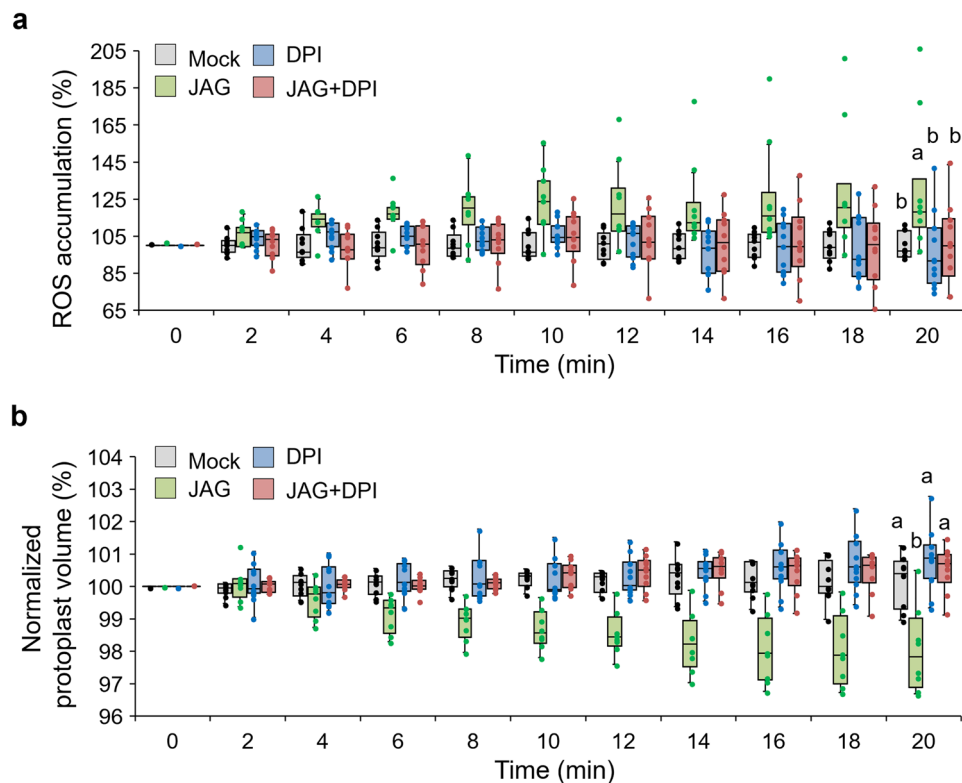 a
ROS accumulation (%)
205
185
165
145
125
105
85
65
Mock
DPI
JAG
JAG+DPI
b
a
b
b
0 2 4 6 8 10 12 14 16 18 20
Time (min)
b
Normalized
protoplast volume (%)
104
103
102
101
100
99
98
97
96
Mock
DPI
JAG
JAG+DPI
a
b
a
a
0 2 4 6 8 10 12 14 16 18 20
Time (min)